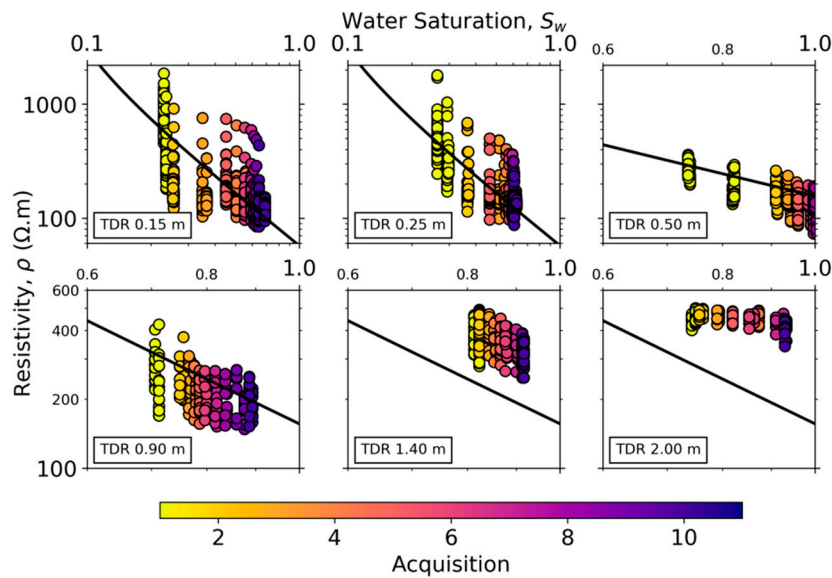 Water Saturation, S_w
0.1 1.0 0.1 1.0 0.6 0.8 1.0
1000
100
TDR 0.15 m TDR 0.25 m TDR 0.50 m
0.6 0.8 1.0 0.6 0.8 1.0 0.6 0.8 1.0
600
400
200
100
Resistivity, ρ (Ω.m)
TDR 0.90 m TDR 1.40 m TDR 2.00 m
2 4 6 8 10
Acquisition